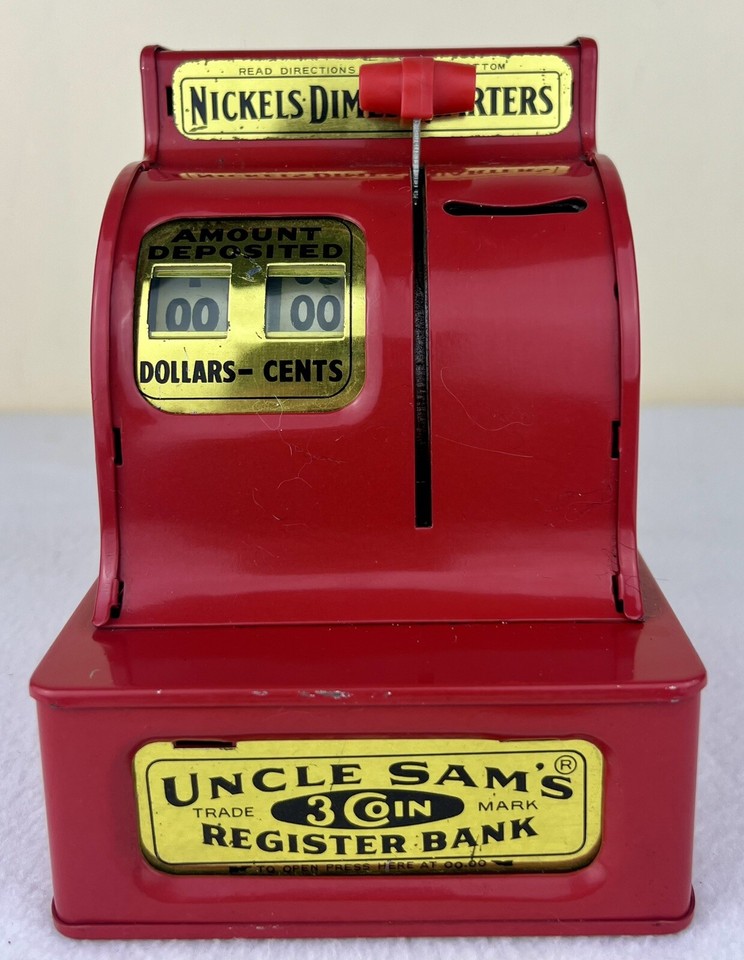 READ DIRECTIONS
NICKELS·DIM
AMOUNT
DEPOSITED
00 00
DOLLARS- CENTS
UNCLE SAM'S ®
TRADE 3 COIN MARK
REGISTER BANK
TO OPEN PRESS HERE AT 00.00